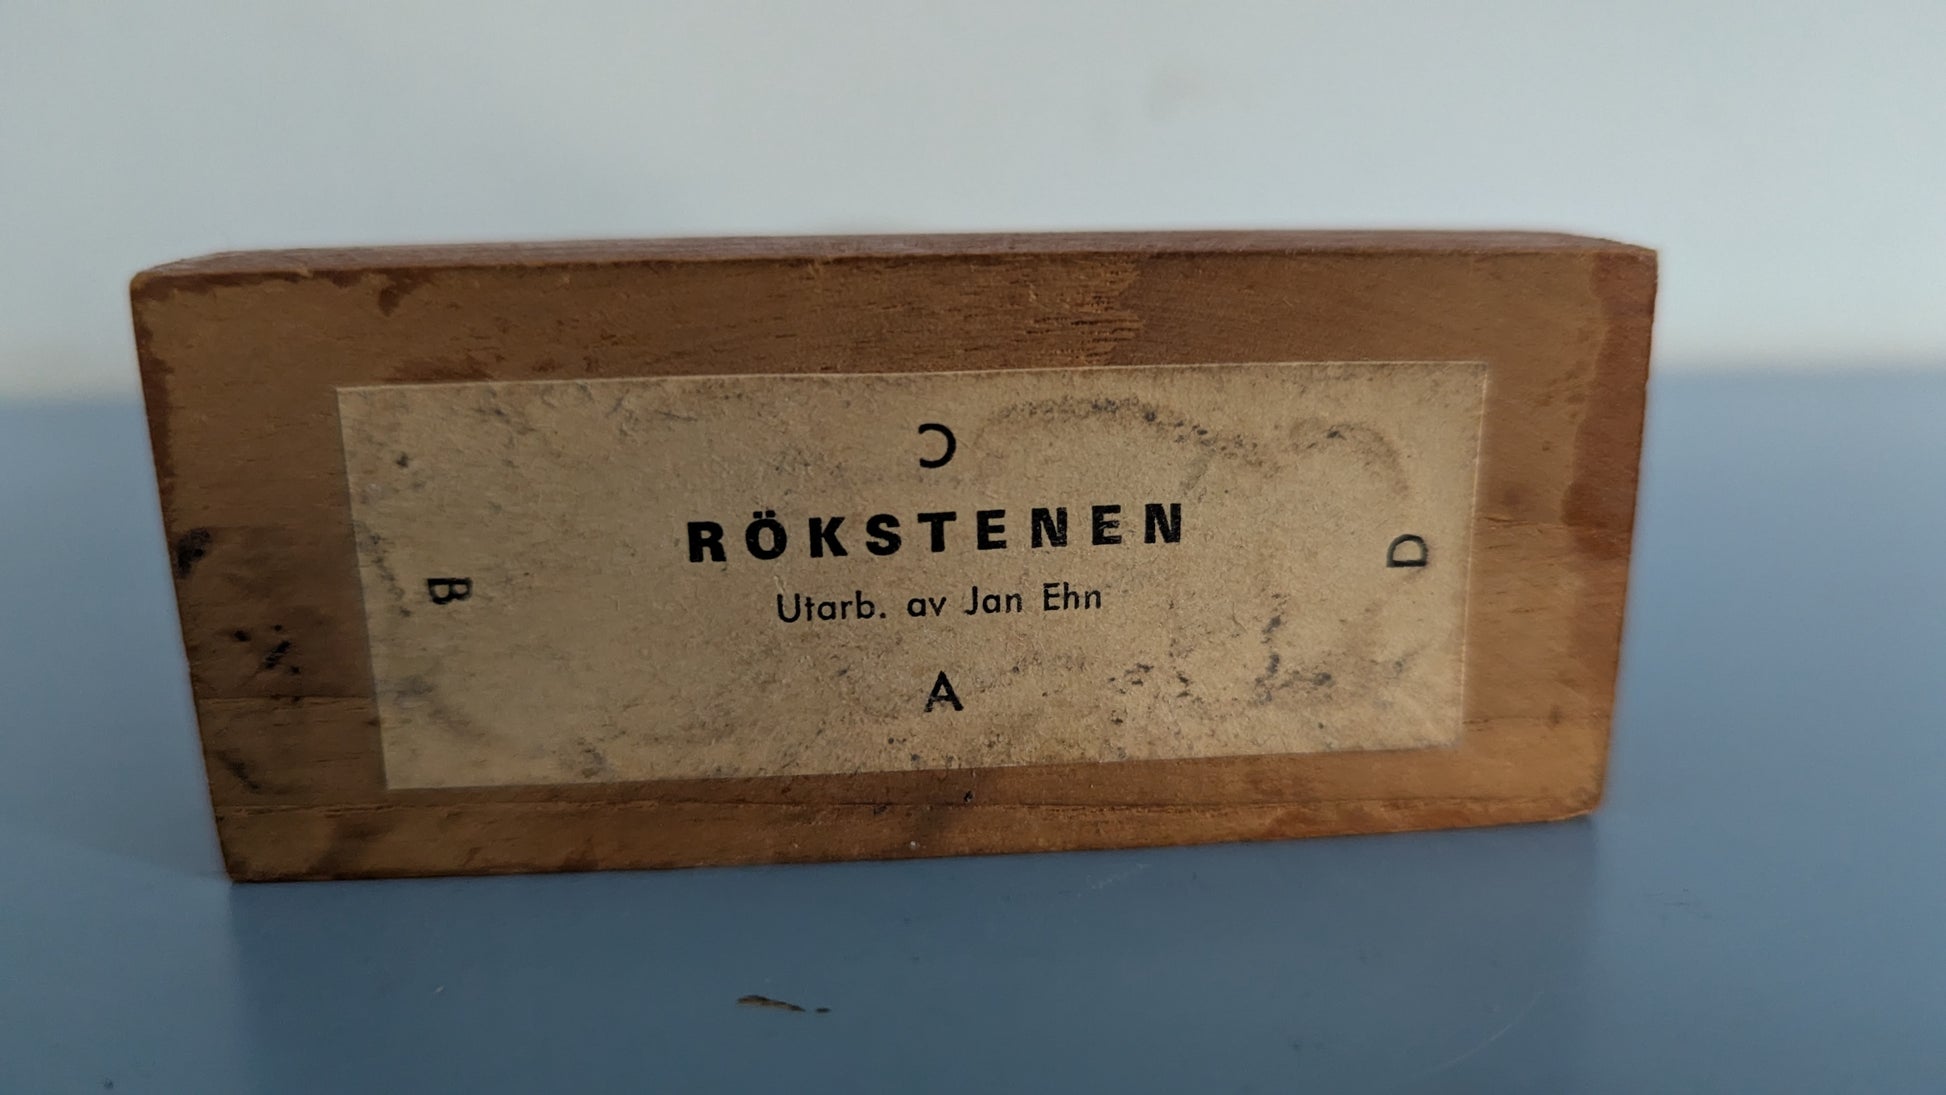 C
RÖKSTENEN
Utarb. av Jan Ehn
B
D
A